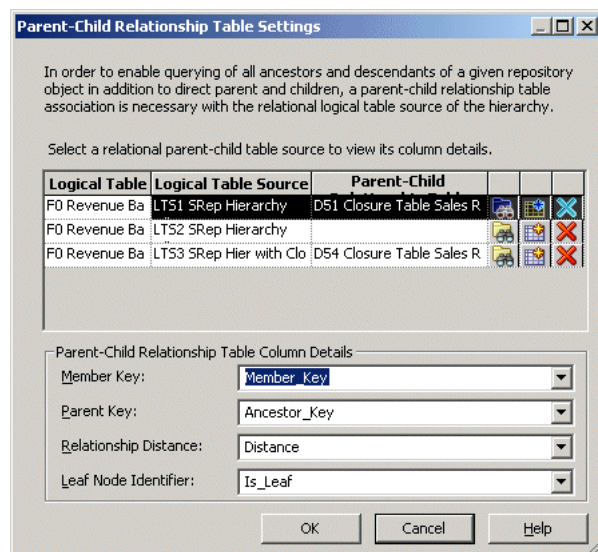 Parent-Child Relationship Table Settings
In order to enable querying of all ancestors and descendants of a given repository
object in addition to direct parent and children, a parent-child relationship table
association is necessary with the relational logical table source of the hierarchy.
Select a relational parent-child table source to view its column details.
Logical Table Logical Table Source Parent-Child
F0 Revenue Ba LTS1 SRep Hierarchy D51 Closure Table Sales R
F0 Revenue Ba LTS2 SRep Hierarchy
F0 Revenue Ba LTS3 SRep Hier with Clo D54 Closure Table Sales R
Parent-Child Relationship Table Column Details
Member Key: Member_Key
Parent Key: Ancestor_Key
Relationship Distance: Distance
Leaf Node Identifier: Is_Leaf
OK Cancel Help